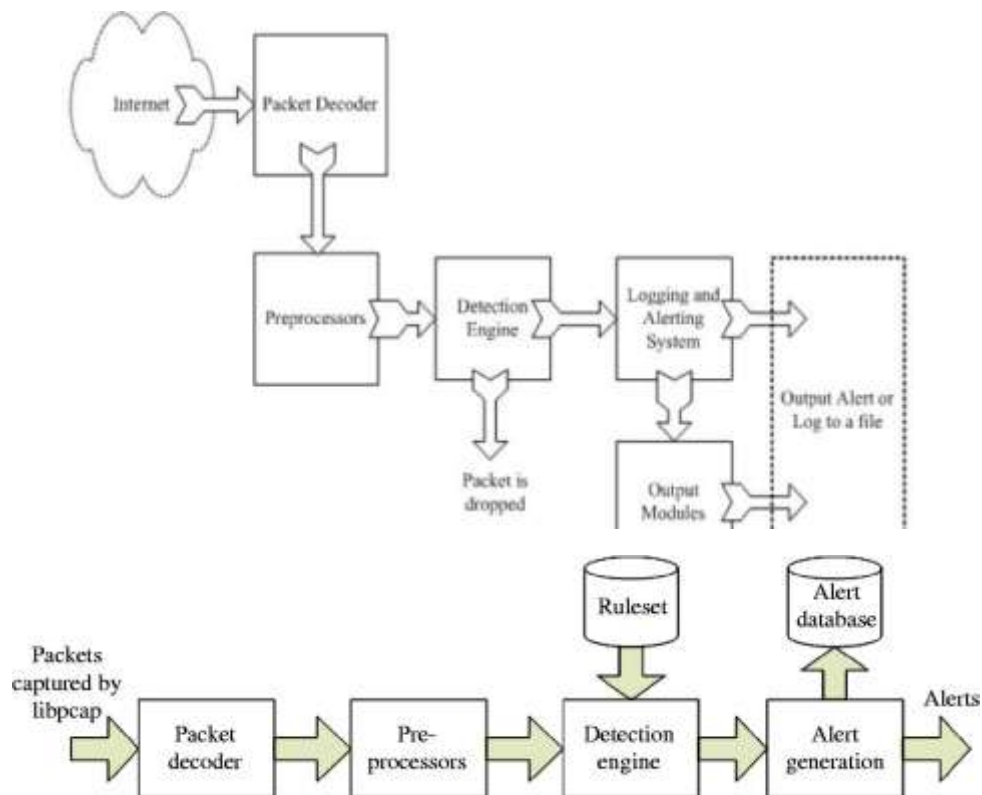 Internet
Packet Decoder
Preprocessors
Detection
Engine
Logging and
Alerting
System
Packet is
dropped
Output
Modules
Output Alert or
Log to a file
Ruleset
Alert
database
Packets
captured by
libpcap
Packet
decoder
Pre-
processors
Detection
engine
Alert
generation
Alerts